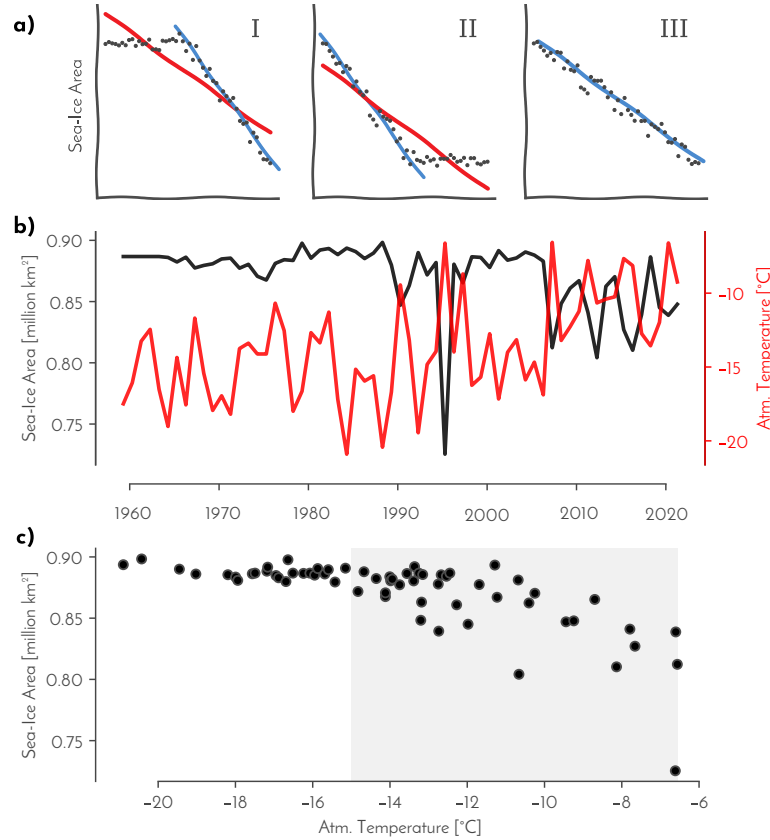 a)
I
II
III
Sea-Ice Area
b)
0.90
0.85
0.80
0.75
Sea-Ice Area [million km²]
−10
−15
−20
Atm. Temperature [°C]
1960
1970
1980
1990
2000
2010
2020
c)
0.90
0.85
0.80
0.75
Sea-Ice Area [million km²]
−20
−18
−16
−14
−12
−10
−8
−6
Atm. Temperature [°C]